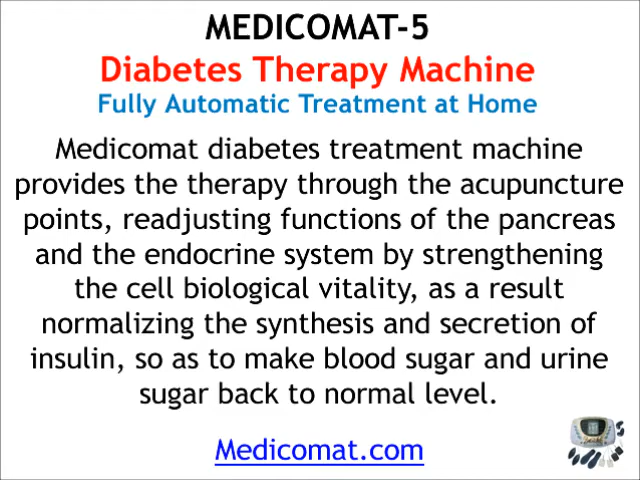 MEDICOMAT-5
Diabetes Therapy Machine
Fully Automatic Treatment at Home
Medicomat diabetes treatment machine
provides the therapy through the acupuncture
points, readjusting functions of the pancreas
and the endocrine system by strengthening
the cell biological vitality, as a result
normalizing the synthesis and secretion of
insulin, so as to make blood sugar and urine
sugar back to normal level.
Medicomat.com